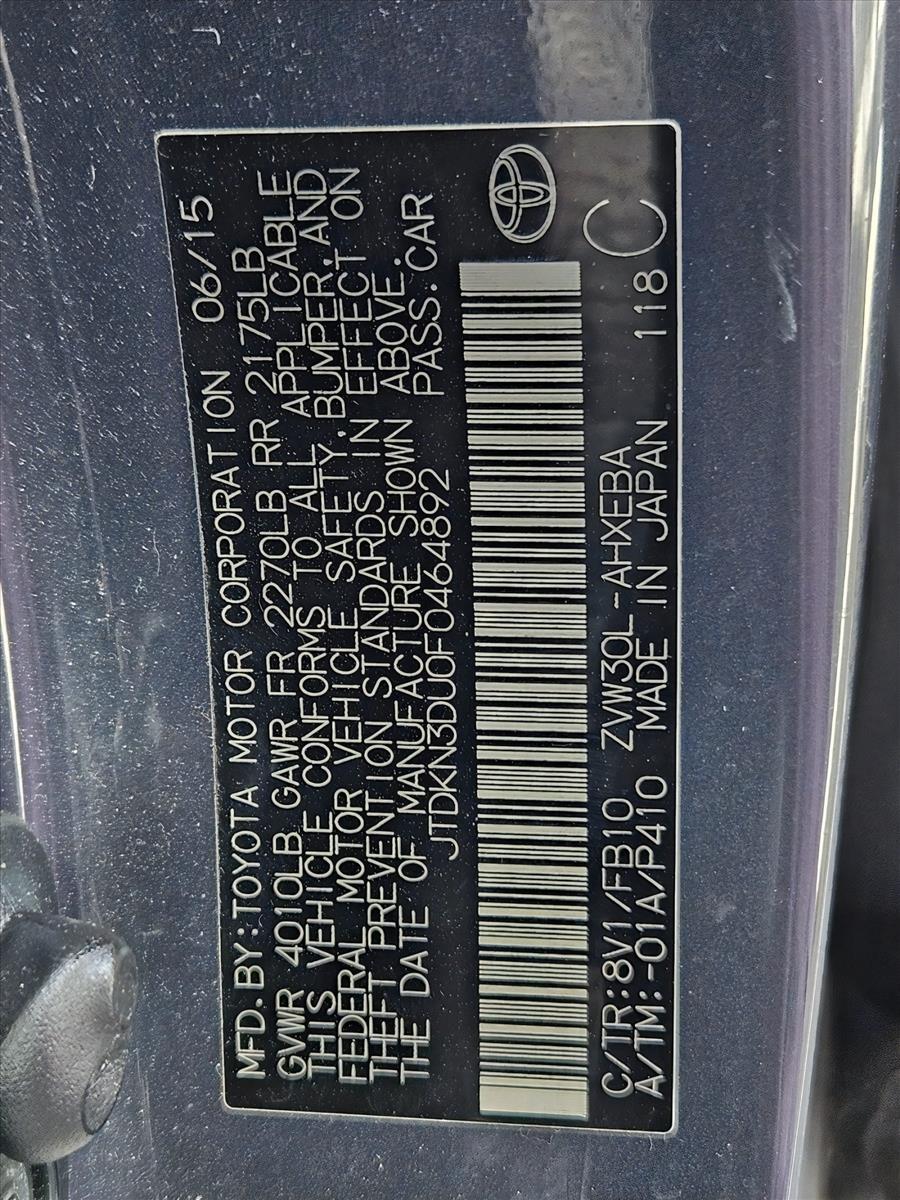 MFD.BY:TOYOTA MOTOR CORPORATION 06/15
GVWR 4010LB GAWR FR 2270LB RR 2175LB
THIS VEHICLE CONFORMS TO ALL APPLICABLE
FEDERAL MOTOR VEHICLE SAFETY,BUMPER,AND
THEFT PREVENTION STANDARDS IN EFFECT ON
THE DATE OF MANUFACTURE SHOWN ABOVE.
JTDKN3DU0F0464892 PASS.CAR
C/TR:8V1/FB10 ZVW30L-AHXEBA
A/TM:-01A/P410 MADE IN JAPAN 118 C